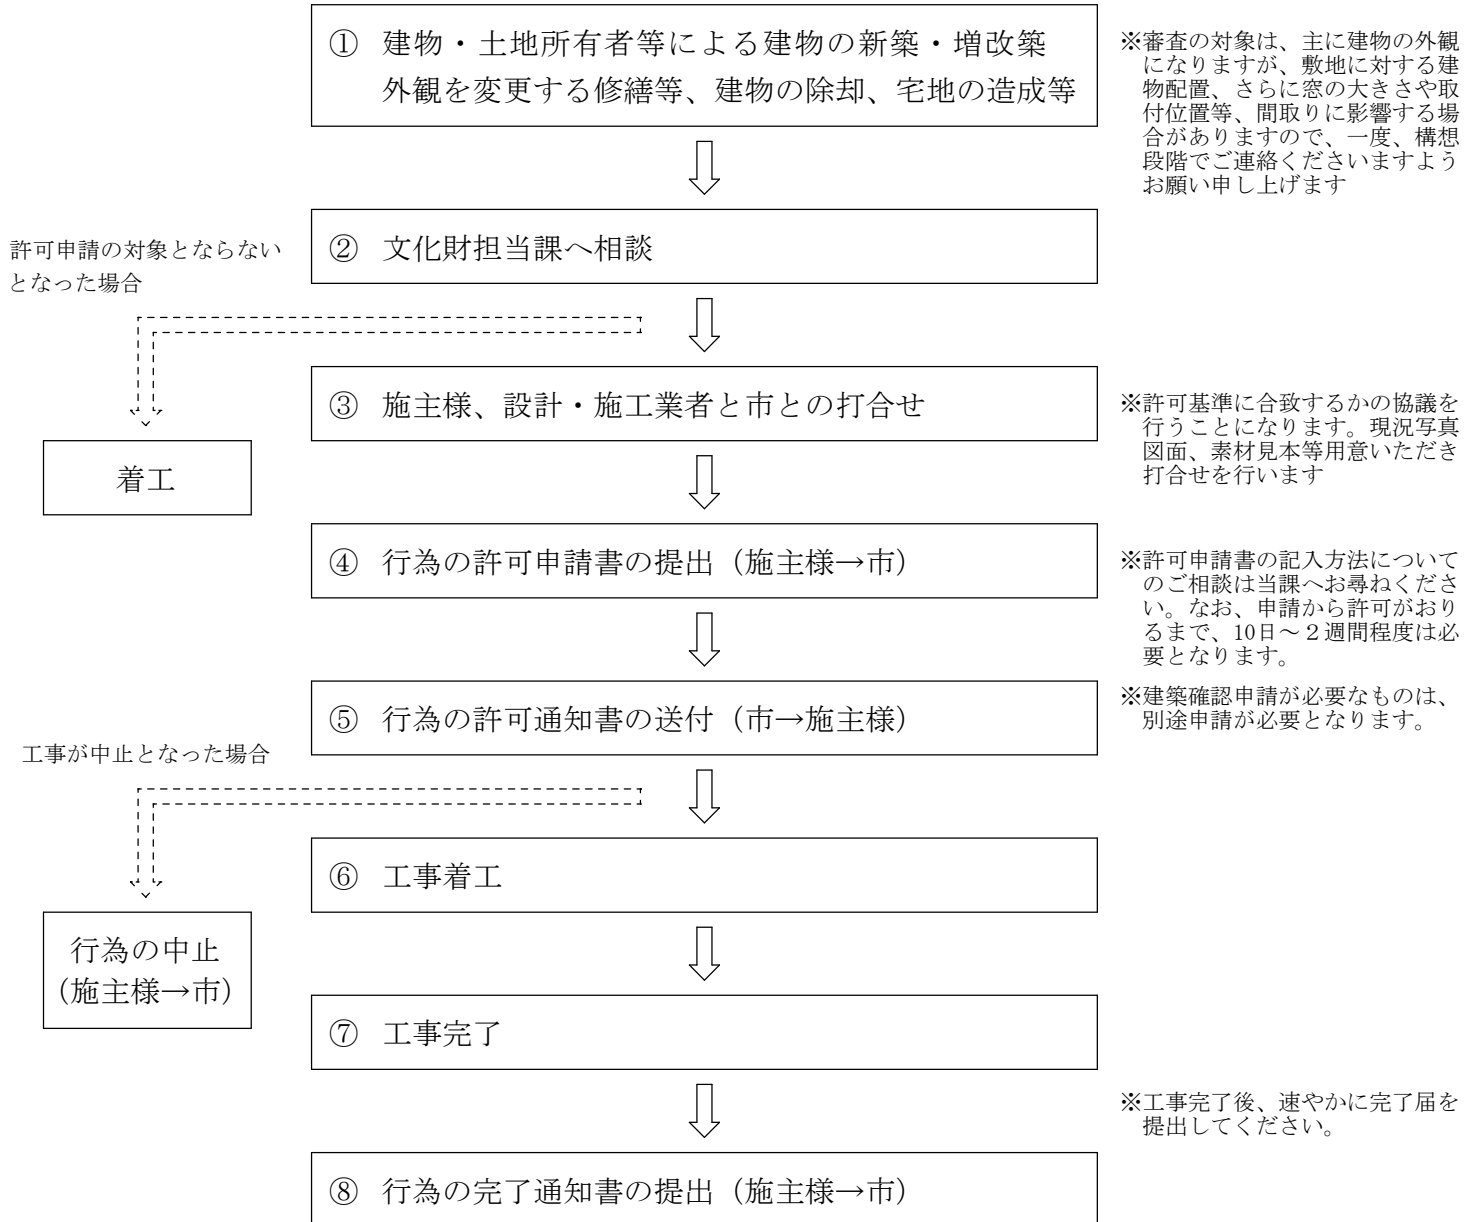 ① 建物・土地所有者等による建物の新築・増改築
外観を変更する修繕等、建物の除却、宅地の造成等
※審査の対象は、主に建物の外観
になりますが、敷地に対する建
物配置、さらに窓の大きさや取
付位置等、間取りに影響する場
合がありますので、一度、構想
段階でご連絡くださいますよう
お願い申し上げます
② 文化財担当課へ相談
許可申請の対象とならない
となった場合
着工
③ 施主様、設計・施工業者と市との打合せ
※許可基準に合致するかの協議を
行うことになります。現況写真
図面、素材見本等用意いただき
打合せを行います
④ 行為の許可申請書の提出（施主様→市）
※許可申請書の記入方法について
のご相談は当課へお尋ねくださ
い。なお、申請から許可がおり
るまで、10日～２週間程度は必
要となります。
⑤ 行為の許可通知書の送付（市→施主様）
※建築確認申請が必要なものは、
別途申請が必要となります。
工事が中止となった場合
行為の中止
（施主様→市）
⑥ 工事着工
⑦ 工事完了
※工事完了後、速やかに完了届を
提出してください。
⑧ 行為の完了通知書の提出（施主様→市）